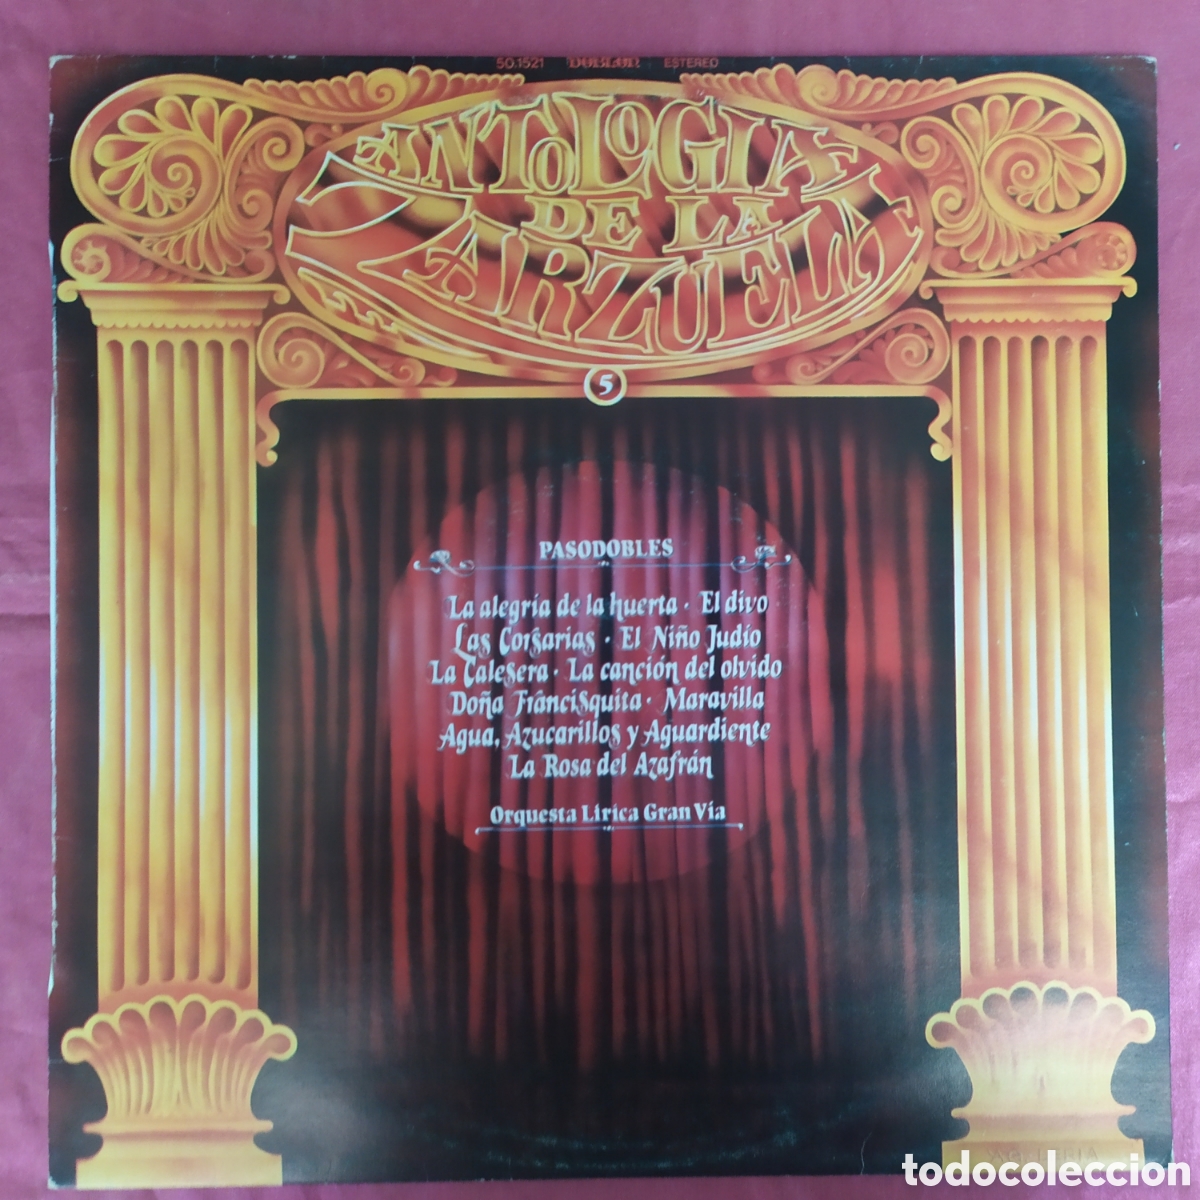 50.1521 DOBLON ESTEREO
ANTOLOGIA
DE LA
ZARZUELA
5
PASODOBLES
La alegría de la huerta · El divo
Las Corsarias · El Niño Judío
La Calesera · La canción del olvido
Doña Francisquita · Maravilla
Agua, Azucarillos y Aguardiente
La Rosa del Azafrán
Orquesta Lírica Gran Vía
todocoleccion